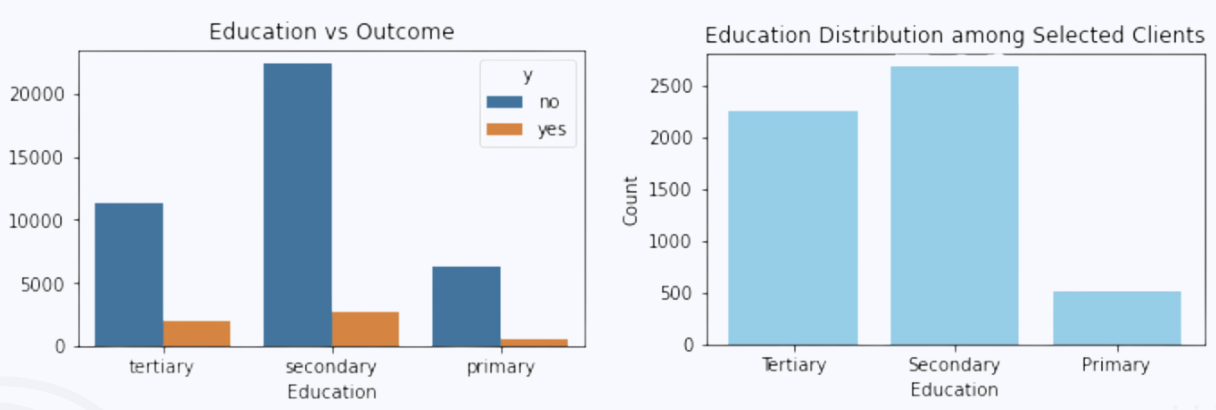 Education vs Outcome
20000
15000
10000
5000
0
y
no
yes
tertiary secondary primary
Education
Education Distribution among Selected Clients
Count
2500
2000
1500
1000
500
0
Tertiary Secondary Primary
Education